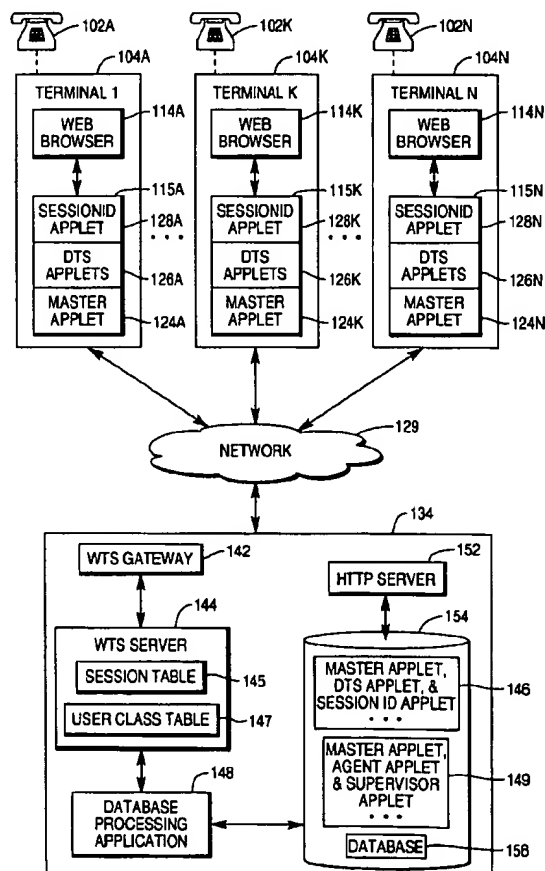 102A
102K
102N
104A
104K
104N
TERMINAL 1
TERMINAL K
TERMINAL N
114A
114K
114N
WEB
BROWSER
WEB
BROWSER
WEB
BROWSER
115A
115K
115N
SESSIONID
APPLET
128A
SESSIONID
APPLET
128K
SESSIONID
APPLET
128N
• • •
• • •
DTS
APPLETS
126A
DTS
APPLETS
126K
DTS
APPLETS
126N
MASTER
APPLET
124A
MASTER
APPLET
124K
MASTER
APPLET
124N
NETWORK
129
134
WTS GATEWAY
142
HTTP SERVER
152
144
154
WTS SERVER
SESSION TABLE
145
USER CLASS TABLE
147
MASTER APPLET,
DTS APPLET, &
SESSION ID APPLET
• • •
146
MASTER APPLET,
AGENT APPLET
& SUPERVISOR
APPLET
• • •
149
148
DATABASE
PROCESSING
APPLICATION
DATABASE
156